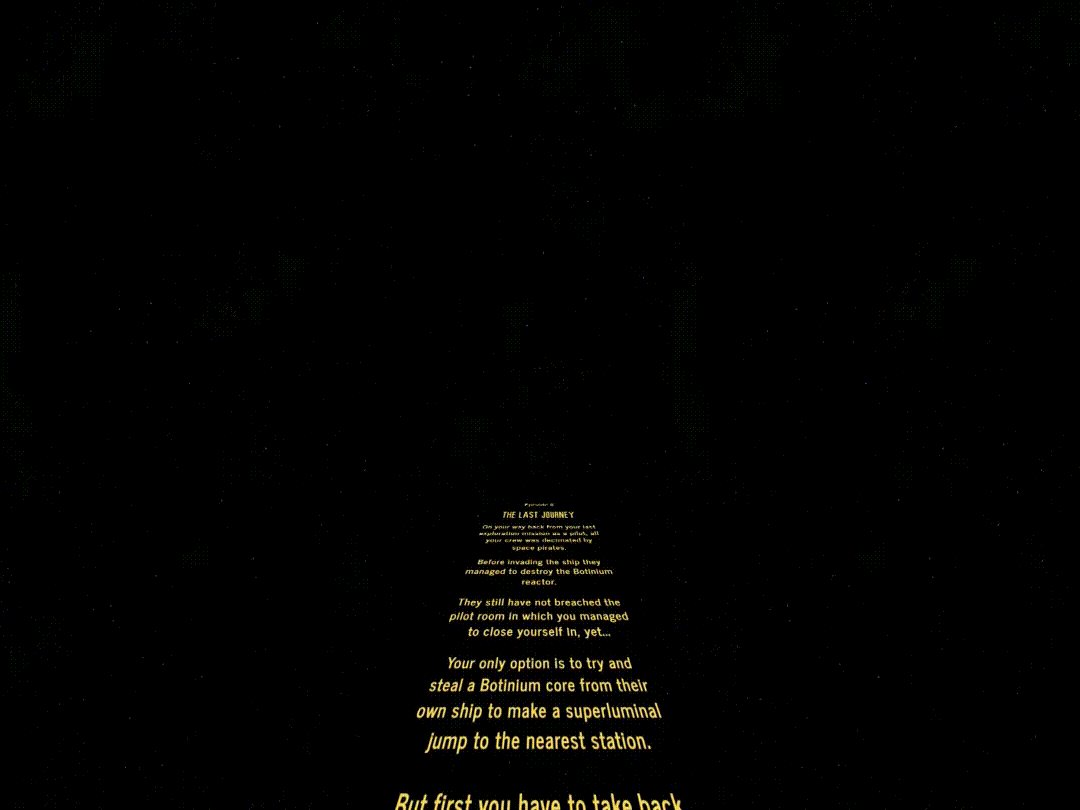 THE LAST JOURNEY
On your way back from your last
exploration mission as a pilot, all
your crew was decimated by
space pirates.
Before invading the ship they
managed to destroy the Botinium
reactor.
They still have not breached the
pilot room in which you managed
to close yourself in, yet...
Your only option is to try and
steal a Botinium core from their
own ship to make a superluminal
jump to the nearest station.
But first you have to take back